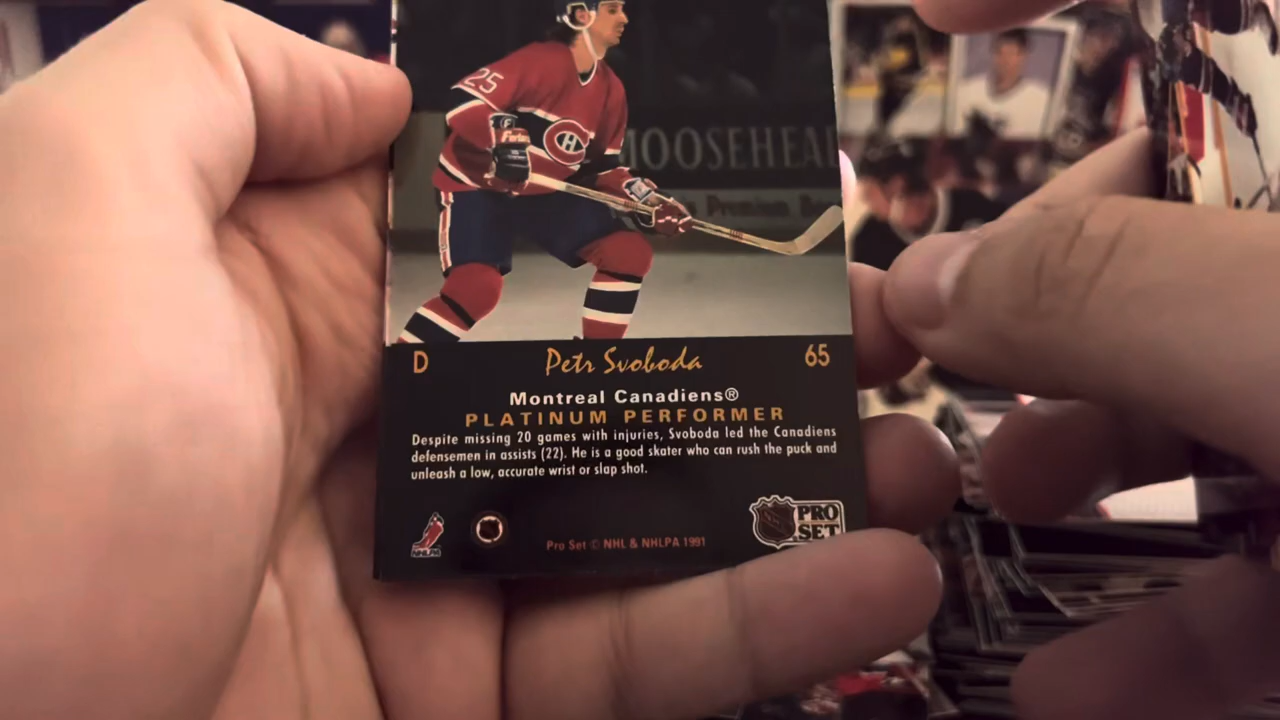 25
MOOSEHEAD
Premium
D
Petr Svoboda
65
Montreal Canadiens®
PLATINUM PERFORMER
Despite missing 20 games with injuries, Svoboda led the Canadiens
defensemen in assists (22). He is a good skater who can rush the puck and
unleash a low, accurate wrist or slap shot.
NHLPA
PRO
SET
Pro Set © NHL & NHLPA 1991